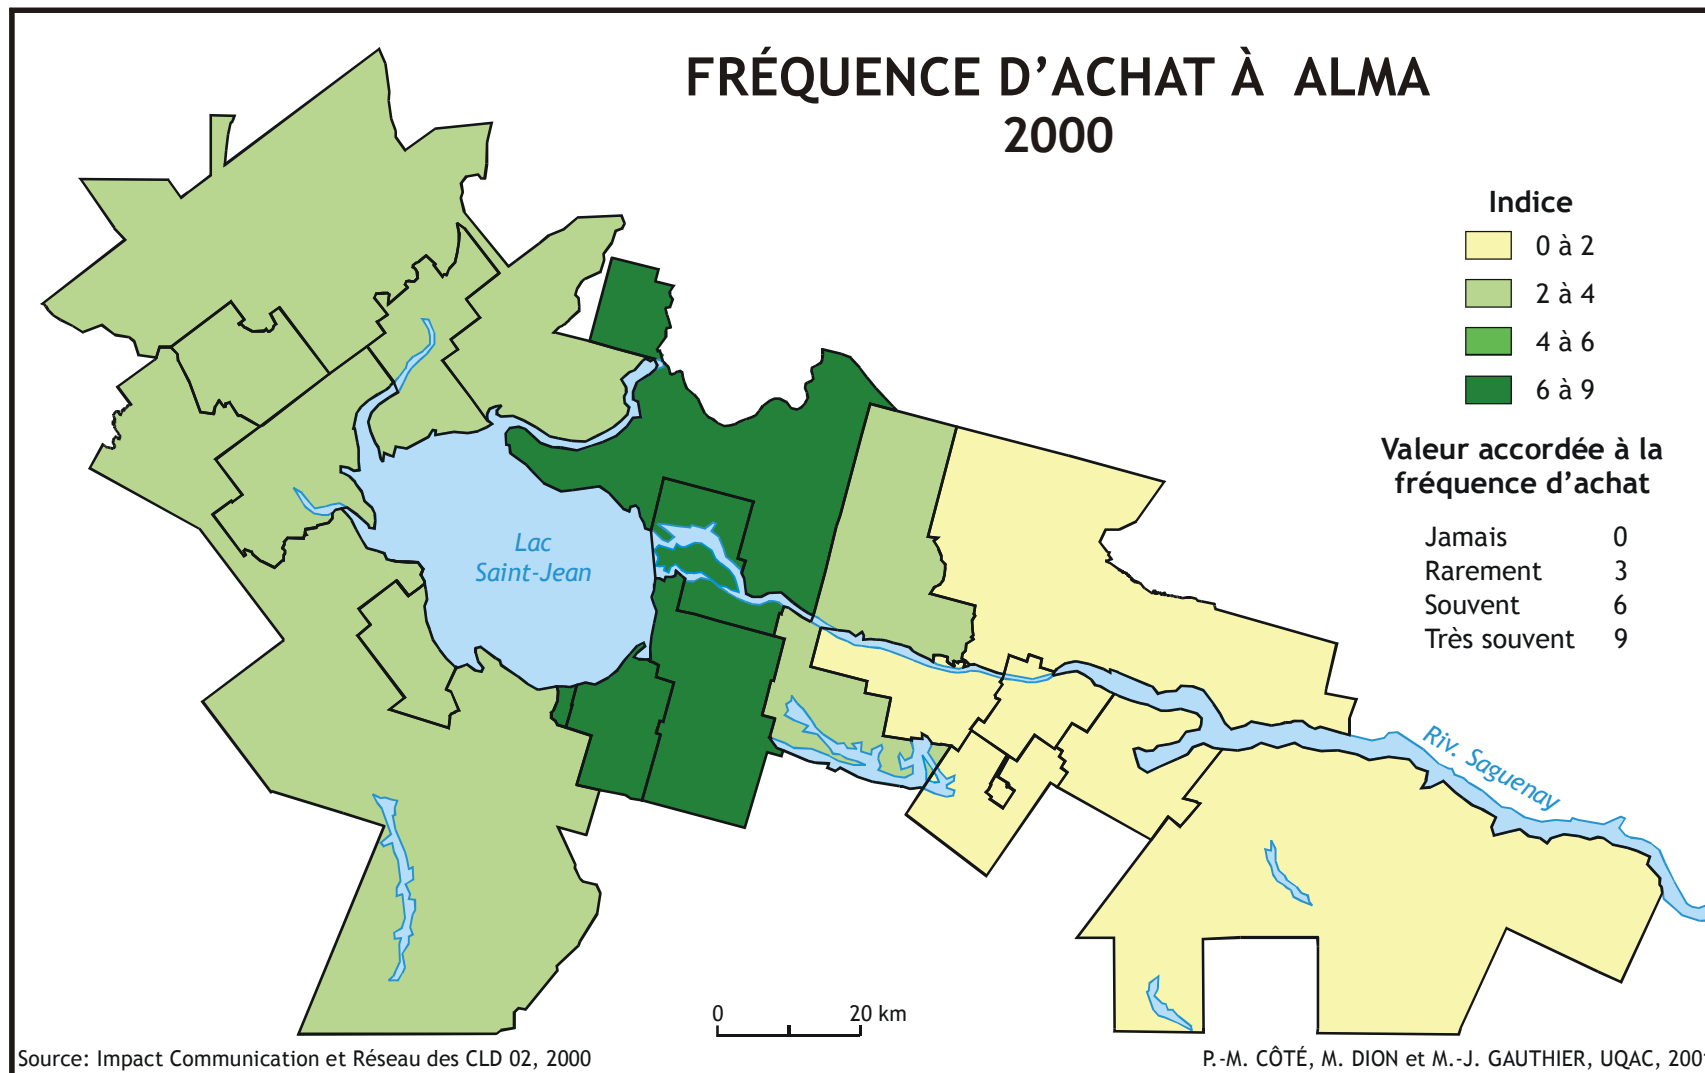 FRÉQUENCE D’ACHAT À ALMA
2000
Indice
0 à 2
2 à 4
4 à 6
6 à 9
Valeur accordée à la
fréquence d’achat
Jamais 0
Rarement 3
Souvent 6
Très souvent 9
Lac
Saint-Jean
Riv. Saguenay
0 20 km
Source: Impact Communication et Réseau des CLD 02, 2000
P.-M. CÔTÉ, M. DION et M.-J. GAUTHIER, UQAC, 2001